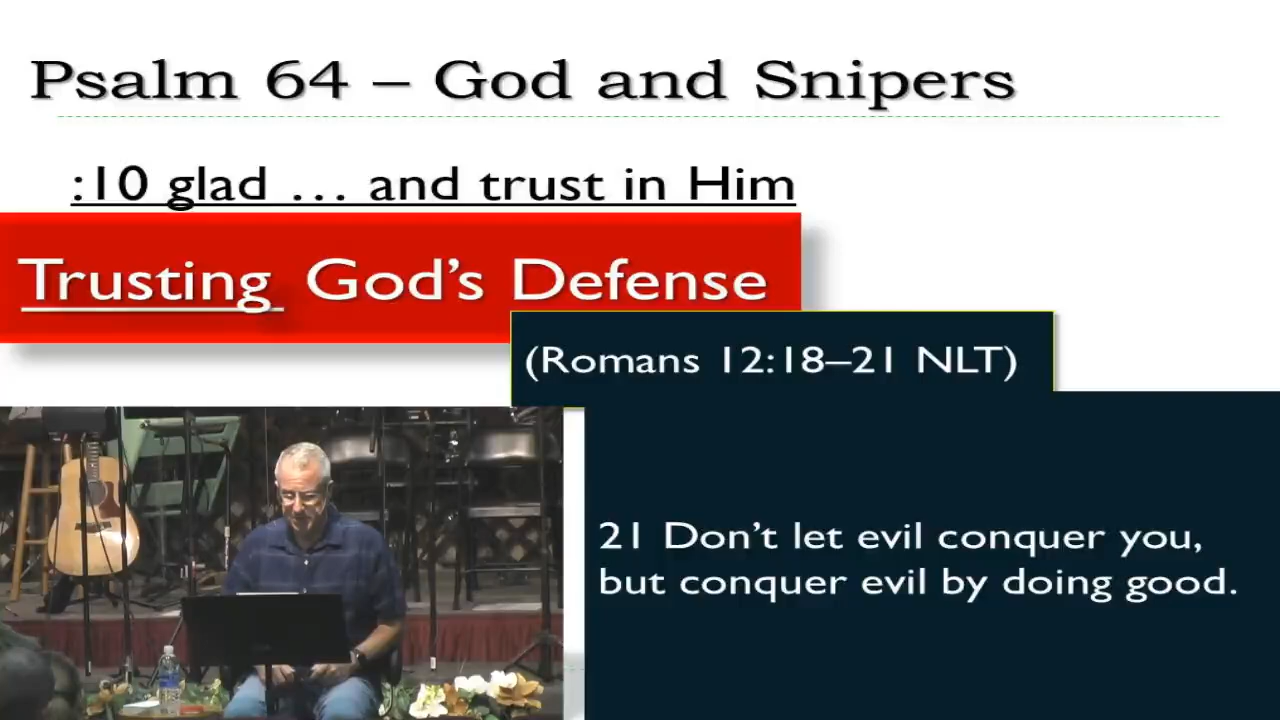 Psalm 64 – God and Snipers
:10 glad … and trust in Him
Trusting God’s Defense
(Romans 12:18–21 NLT)
21 Don’t let evil conquer you,
but conquer evil by doing good.